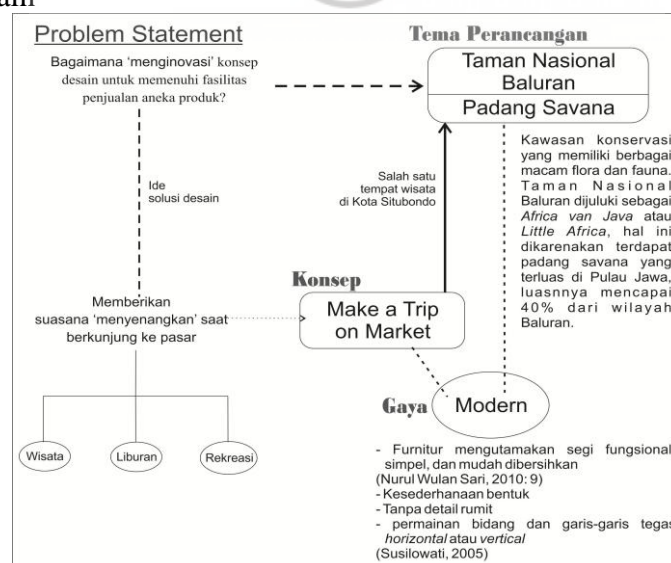 Problem Statement
Bagaimana 'menginovasi' konsep
desain untuk memenuhi fasilitas
penjualan aneka produk?
Ide
solusi desain
Memberikan
suasana 'menyenangkan' saat
berkunjung ke pasar
Wisata
Liburan
Rekreasi
Tema Perancangan
Taman Nasional
Baluran
Padang Savana
Salah satu
tempat wisata
di Kota Situbondo
Kawasan konservasi
yang memiliki berbagai
macam flora dan fauna.
Taman Nasional
Baluran dijuluki sebagai
Africa van Java atau
Little Africa, hal ini
dikarenakan terdapat
padang savana yang
terluas di Pulau Jawa,
luasnnya mencapai
40% dari wilayah
Baluran.
Konsep
Make a Trip
on Market
Gaya
Modern
- Furnitur mengutamakan segi fungsional
simpel, dan mudah dibersihkan
(Nurul Wulan Sari, 2010: 9)
- Kesederhanaan bentuk
- Tanpa detail rumit
- permainan bidang dan garis-garis tegas
horizontal atau vertical
(Susilowati, 2005)